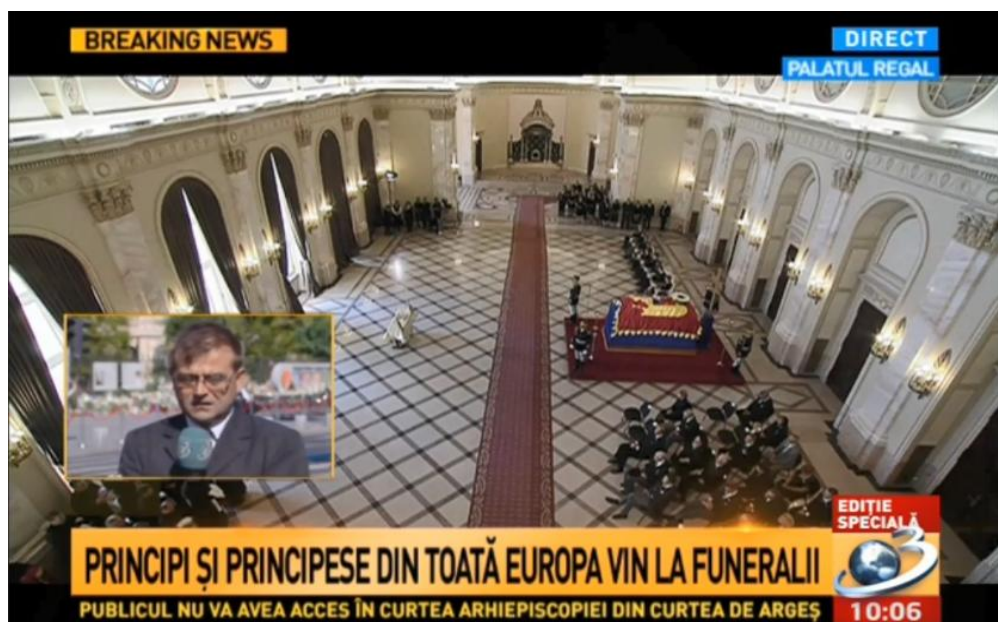 BREAKING NEWS
DIRECT
PALATUL REGAL
EDIȚIE
SPECIALĂ
PRINCIPI ȘI PRINCIPESE DIN TOATĂ EUROPA VIN LA FUNERALII
3
PUBLICUL NU VA AVEA ACCES ÎN CURTEA ARHIEPISCOPIEI DIN CURTEA DE ARGEȘ
10:06